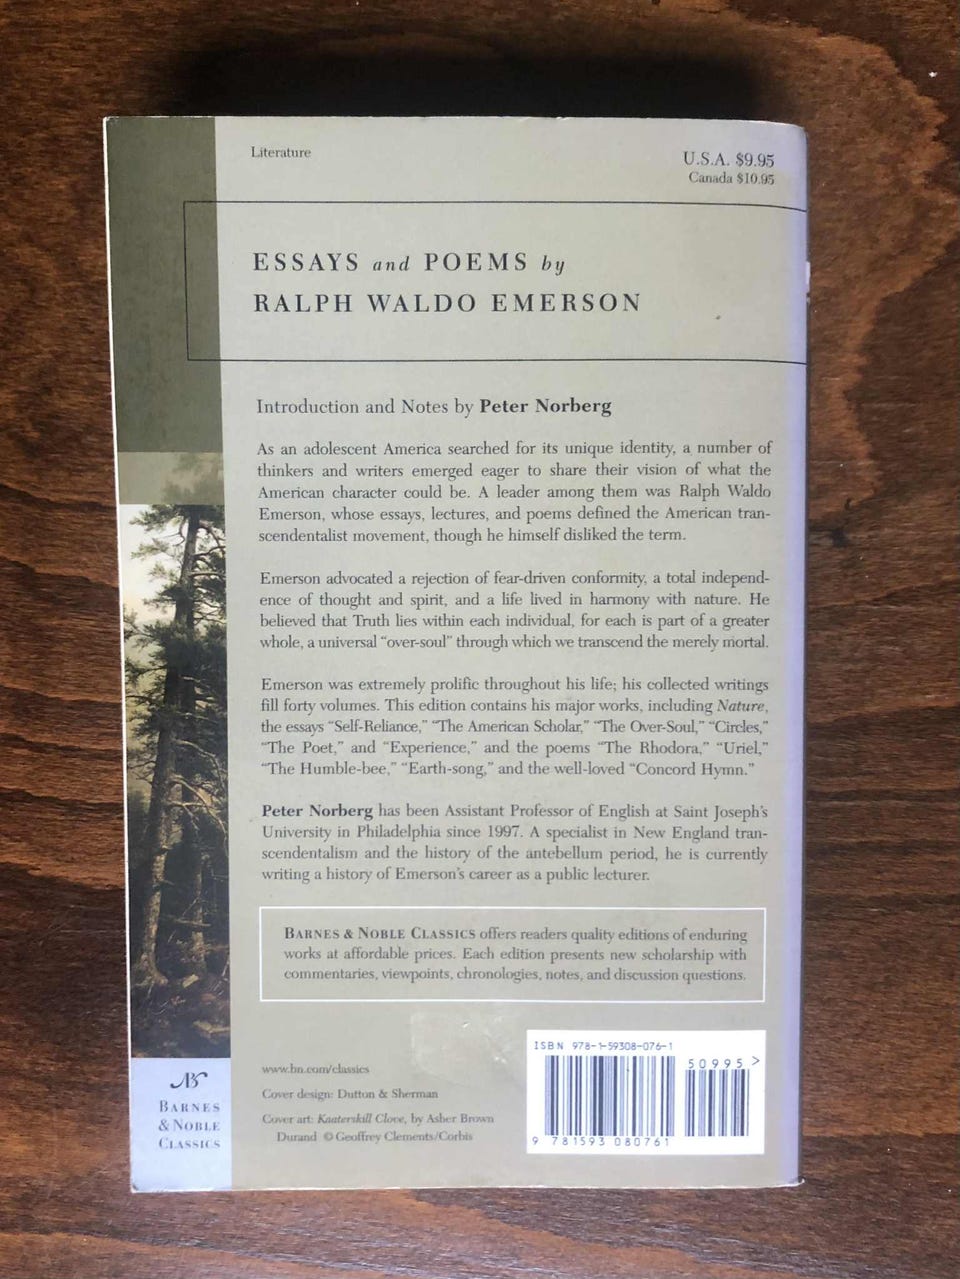 Literature
U.S.A. $9.95
Canada $10.95
ESSAYS and POEMS by
RALPH WALDO EMERSON
Introduction and Notes by Peter Norberg
As an adolescent America searched for its unique identity, a number of
thinkers and writers emerged eager to share their vision of what the
American character could be. A leader among them was Ralph Waldo
Emerson, whose essays, lectures, and poems defined the American tran-
scendentalist movement, though he himself disliked the term.
Emerson advocated a rejection of fear-driven conformity, a total independ-
ence of thought and spirit, and a life lived in harmony with nature. He
believed that Truth lies within each individual, for each is part of a greater
whole, a universal “over-soul” through which we transcend the merely mortal.
Emerson was extremely prolific throughout his life; his collected writings
fill forty volumes. This edition contains his major works, including Nature,
the essays “Self-Reliance,” “The American Scholar,” “The Over-Soul,” “Circles,”
“The Poet,” and “Experience,” and the poems “The Rhodora,” “Uriel,”
“The Humble-bee,” “Earth-song,” and the well-loved “Concord Hymn.”
Peter Norberg has been Assistant Professor of English at Saint Joseph’s
University in Philadelphia since 1997. A specialist in New England tran-
scendentalism and the history of the antebellum period, he is currently
writing a history of Emerson’s career as a public lecturer.
BARNES & NOBLE CLASSICS offers readers quality editions of enduring
works at affordable prices. Each edition presents new scholarship with
commentaries, viewpoints, chronologies, notes, and discussion questions.
www.bn.com/classics
Cover design: Dutton & Sherman
Cover art: Kaaterskill Clove, by Asher Brown
Durand © Geoffrey Clements/Corbis
ISBN 978-1-59308-076-1
50995>
9 781593 080761
BARNES
& NOBLE
CLASSICS